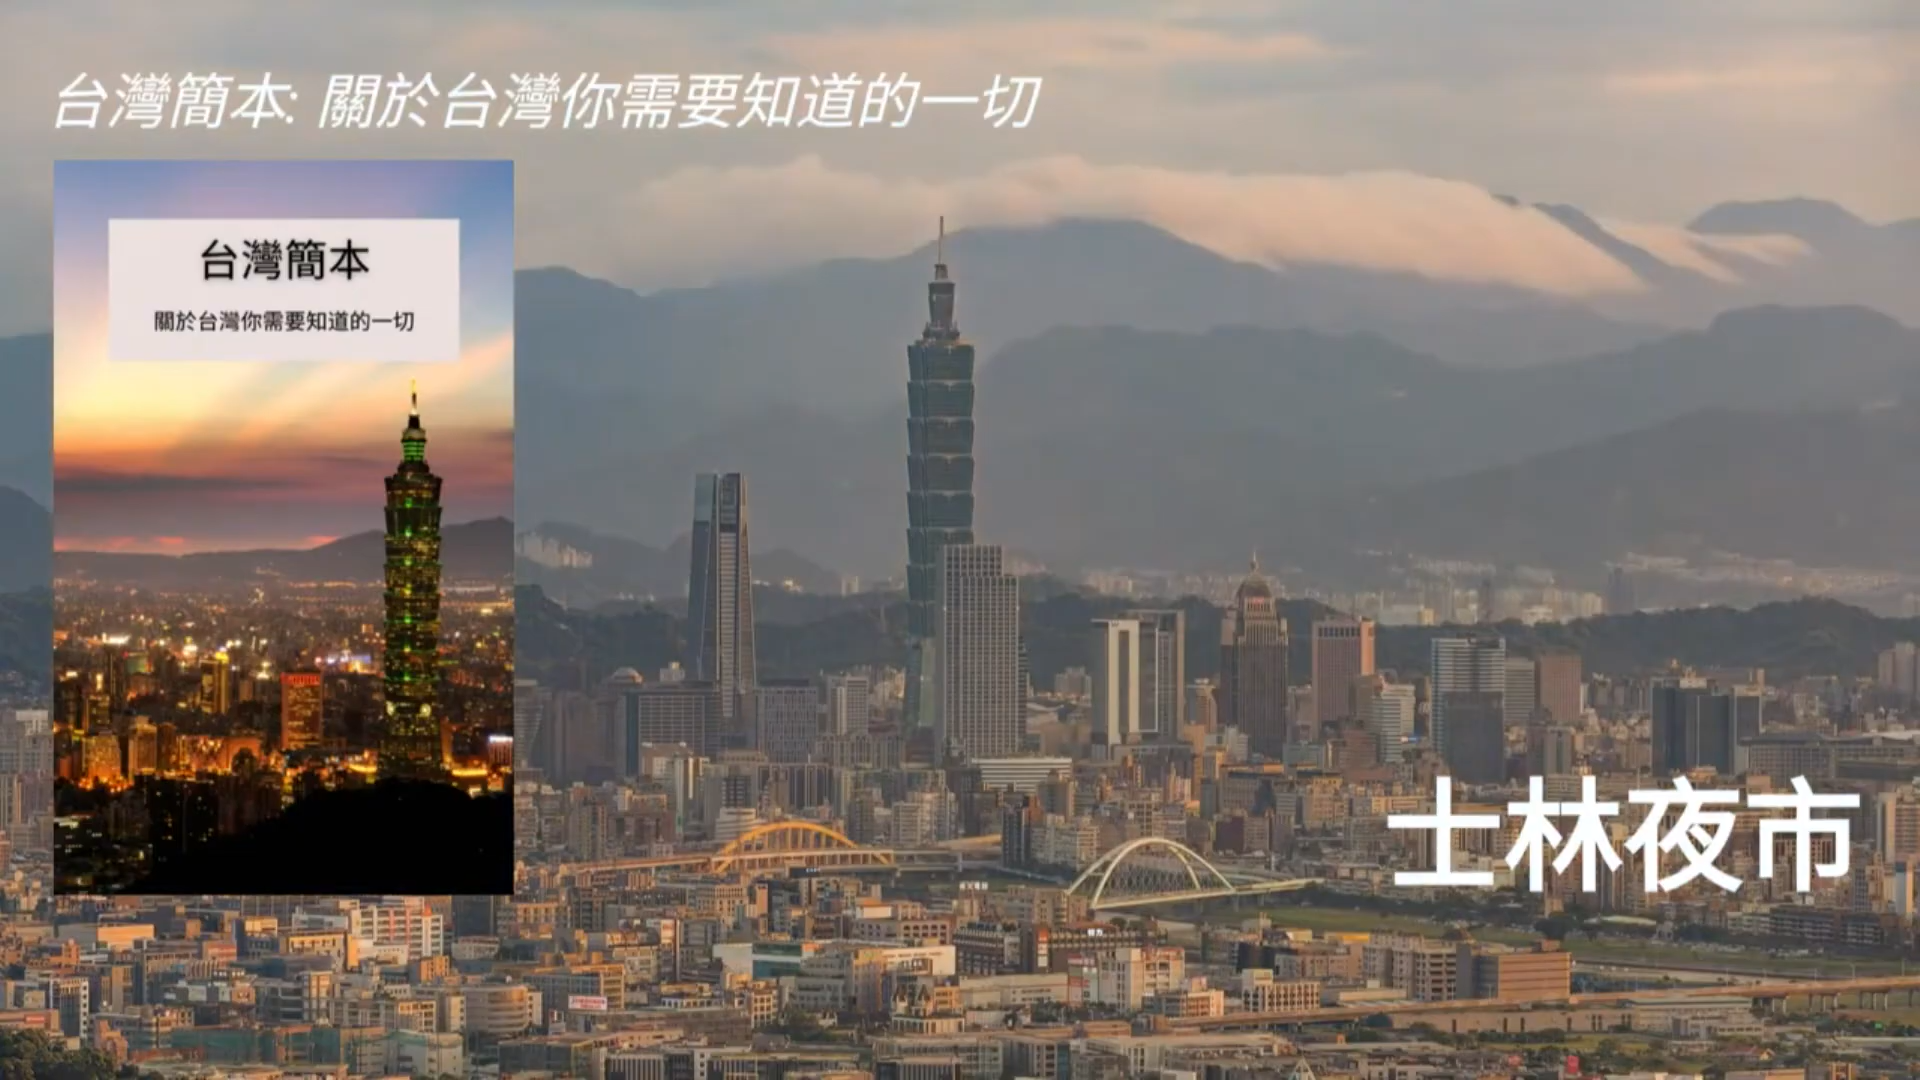 台灣簡本: 關於台灣你需要知道的一切
台灣簡本
關於台灣你需要知道的一切
士林夜市